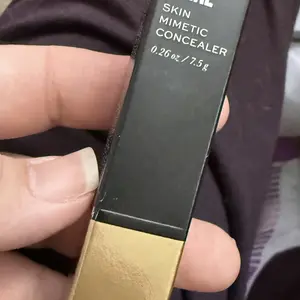 SKIN
MIMETIC
CONCEALER
0.26 oz / 7.5 g